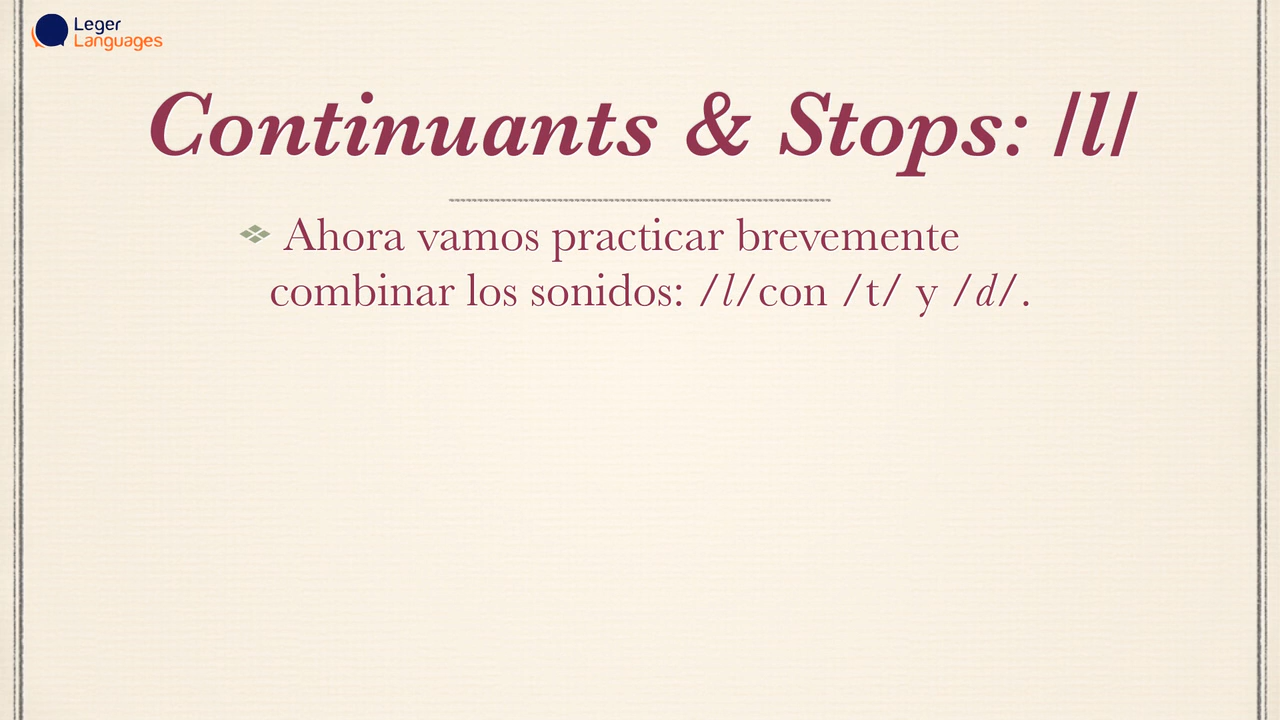 Leger
Languages
Continuants & Stops: /l/
Ahora vamos practicar brevemente
combinar los sonidos: /l/con /t/ y /d/.